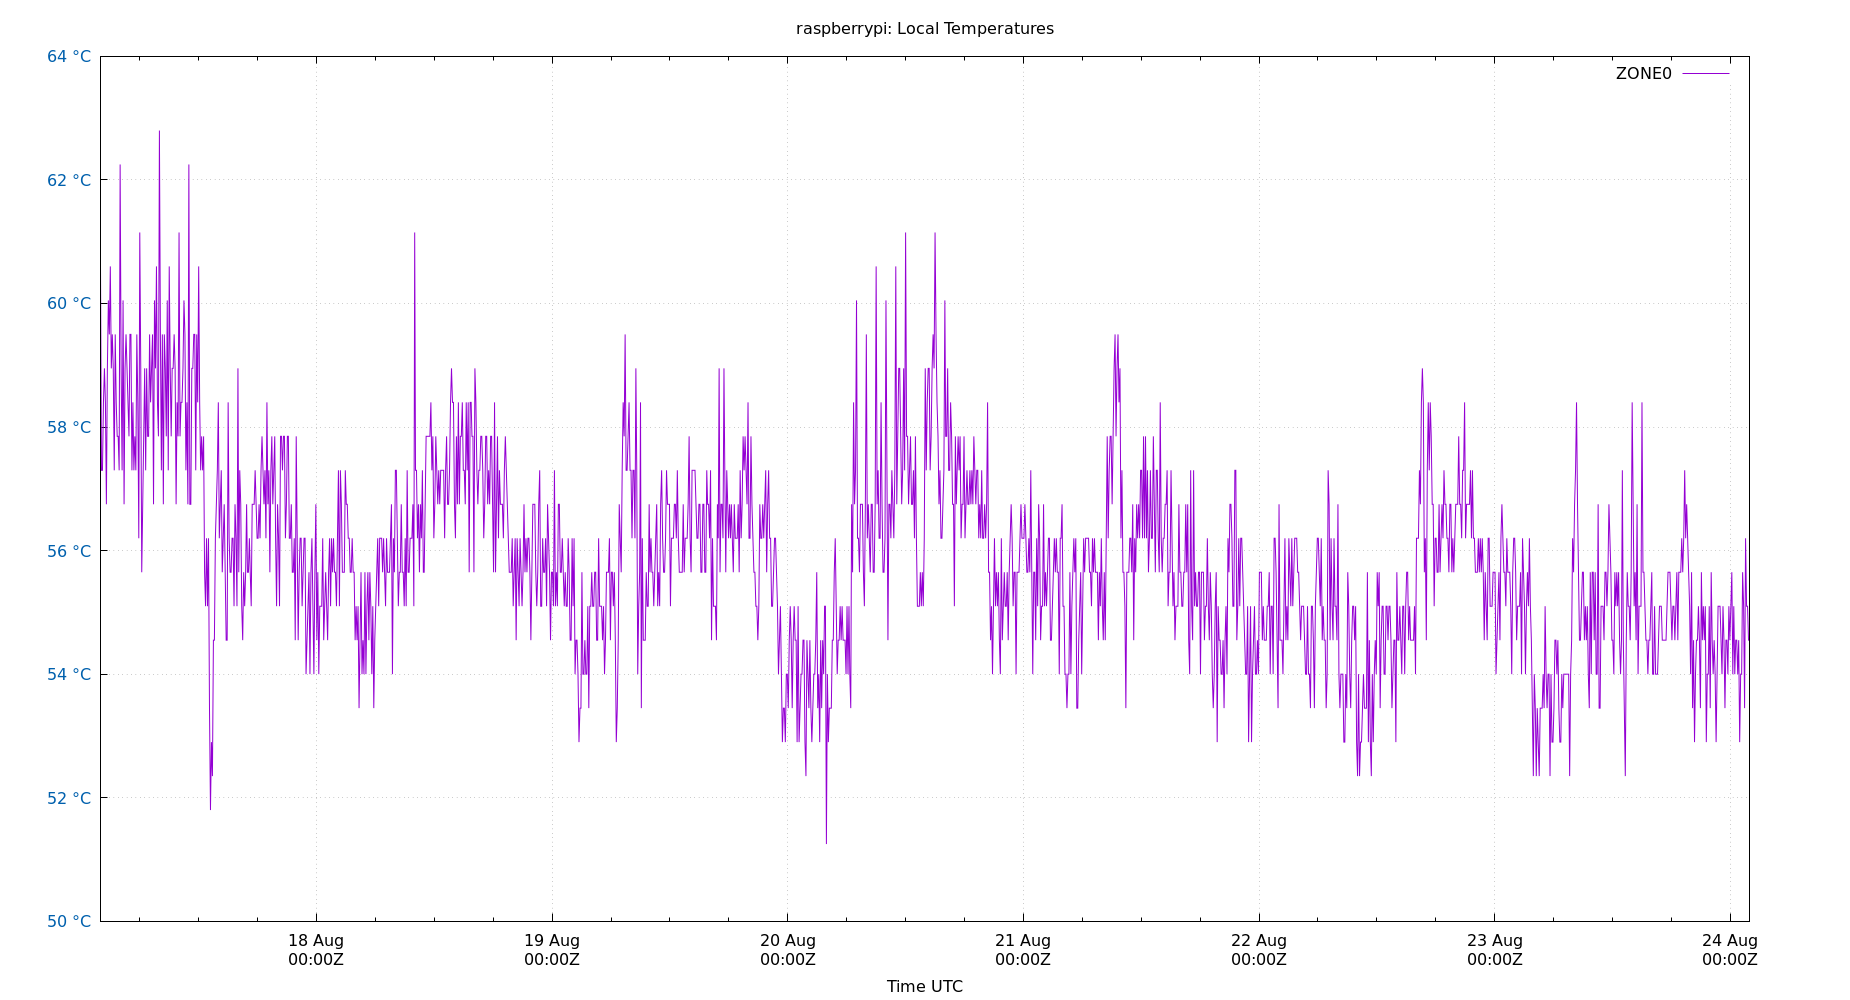 raspberrypi: Local Temperatures
64 °C
ZONE0
62 °C
60 °C
58 °C
56 °C
54 °C
52 °C
50 °C
18 Aug 19 Aug 20 Aug 21 Aug 22 Aug 23 Aug 24 Aug
00:00Z 00:00Z 00:00Z 00:00Z 00:00Z 00:00Z 00:00Z
Time UTC